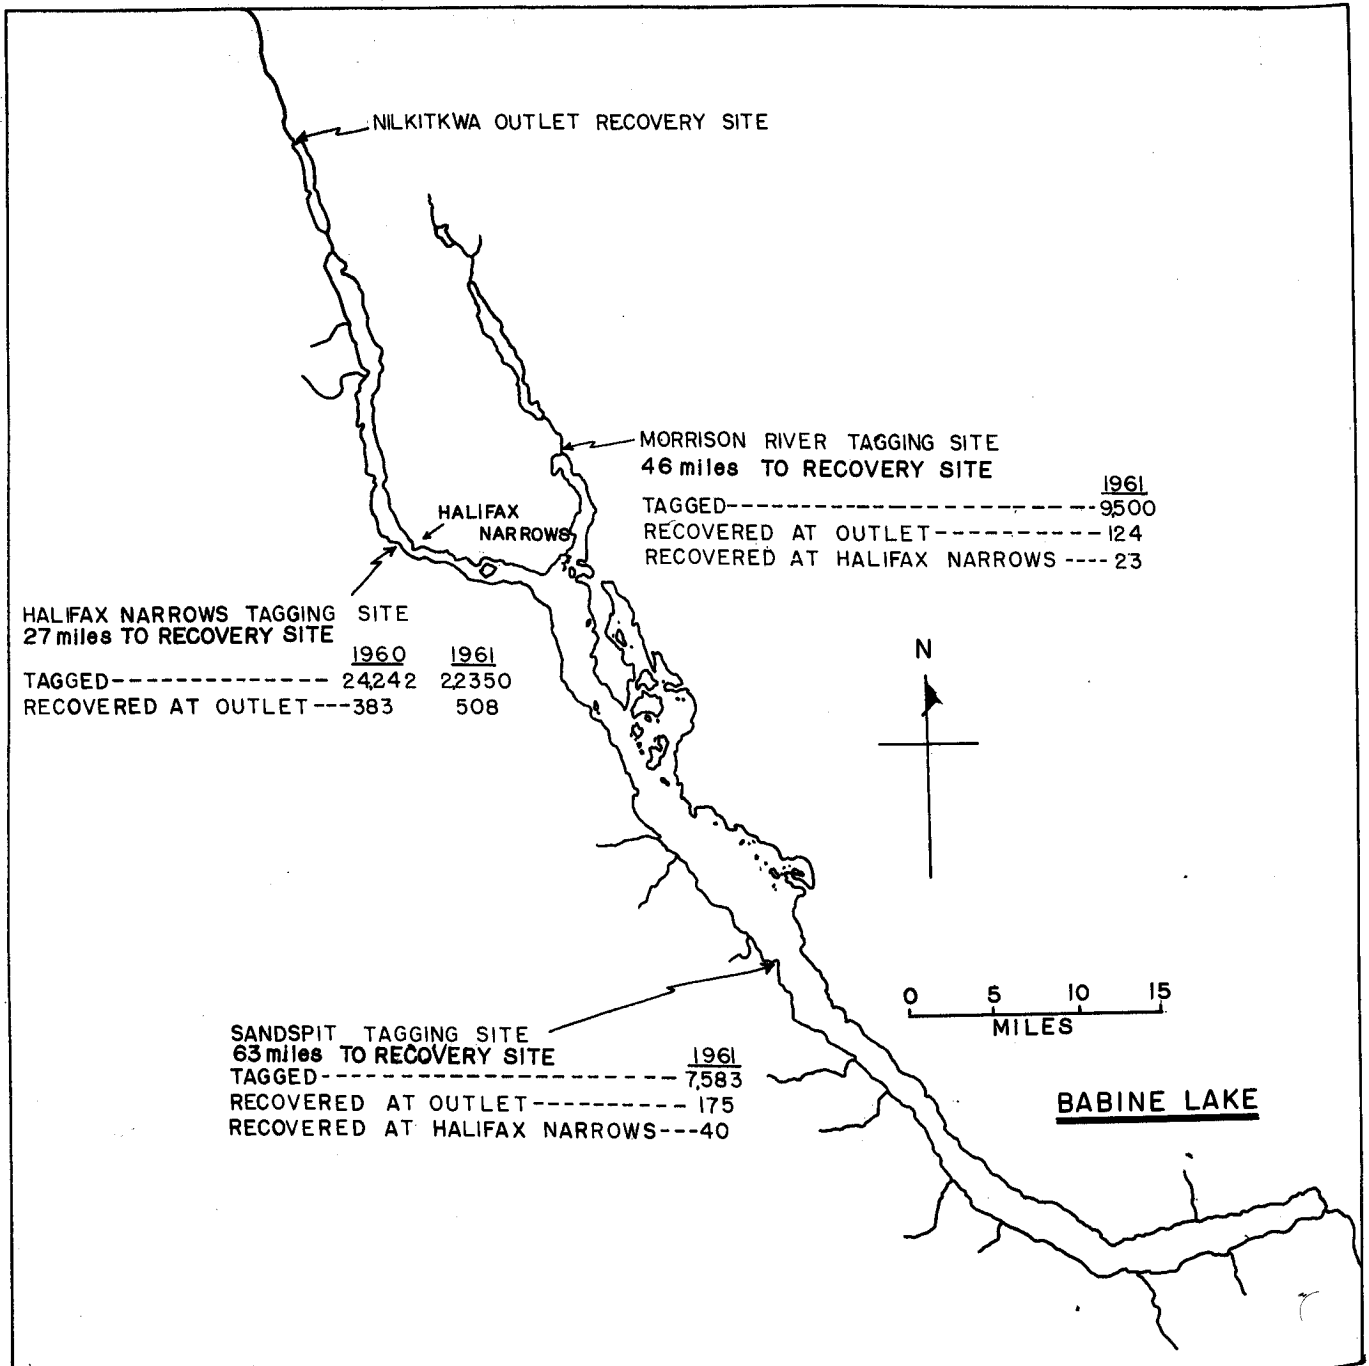 NILKITKWA OUTLET RECOVERY SITE
MORRISON RIVER TAGGING SITE
46 miles TO RECOVERY SITE
1961
TAGGED----------------------------9,500
RECOVERED AT OUTLET----------124
RECOVERED AT HALIFAX NARROWS ----23
HALIFAX
NARROWS
HALIFAX NARROWS TAGGING SITE
27 miles TO RECOVERY SITE
1960 1961
TAGGED-------------- 24,242 22350
RECOVERED AT OUTLET---383 508
N
0 5 10 15
MILES
SANDSPIT TAGGING SITE
63 miles TO RECOVERY SITE
1961
TAGGED----------------------- 7,583
RECOVERED AT OUTLET---------- 175
RECOVERED AT HALIFAX NARROWS---40
BABINE LAKE